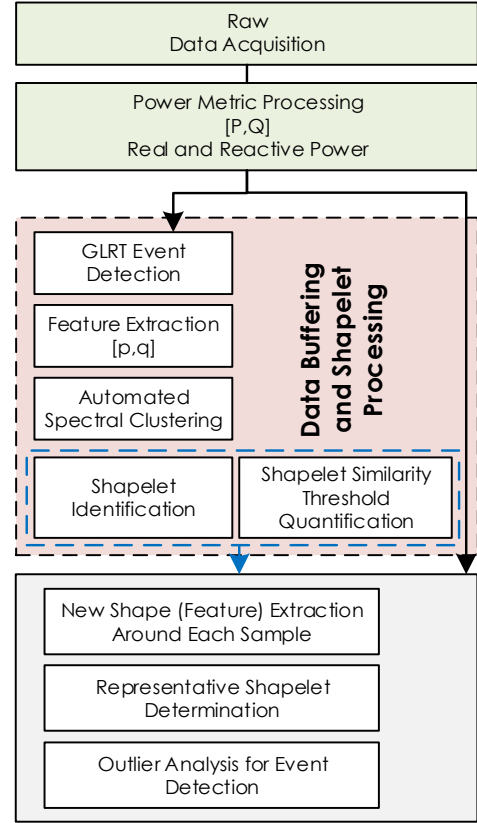 Raw
Data Acquisition
Power Metric Processing
[P,Q]
Real and Reactive Power
GLRT Event
Detection
Feature Extraction
[p,q]
Automated
Spectral Clustering
Data Buffering
and Shapelet
Processing
Shapelet
Identification
Shapelet Similarity
Threshold
Quantification
New Shape (Feature) Extraction
Around Each Sample
Representative Shapelet
Determination
Outlier Analysis for Event
Detection